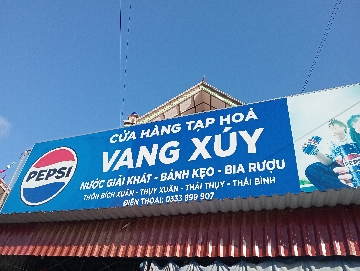 CỬA HÀNG TẠP HOÁ
VANG XÚY
PEPSI
NƯỚC GIẢI KHÁT - BÁNH KẸO - BIA RƯỢU
THÔN BÍCH XUÂN - THỤY XUÂN - THÁI THỤY - THÁI BÌNH
ĐIỆN THOẠI: 0333 899 907